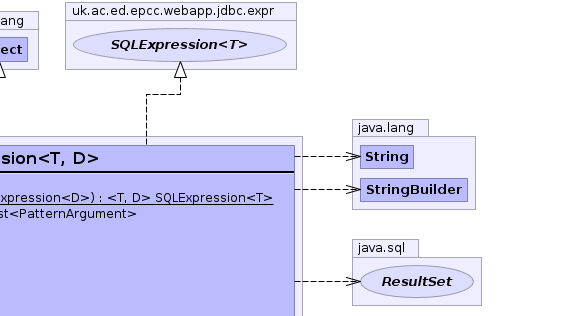 uk.ac.ed.epcc.webapp.jdbc.expr
SQLExpression<T>
java.lang
String
StringBuilder
sion<T, D>
xpression<D>) : <T, D> SQLExpression<T>
st<PatternArgument>
java.sql
ResultSet
ang
ect